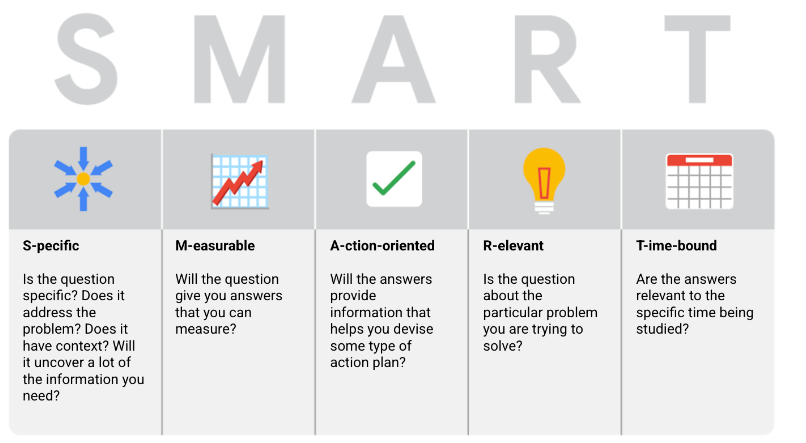 S M A R T
S-pecific
Is the question
specific? Does it
address the
problem? Does it
have context? Will
it uncover a lot of
the information you
need?
M-easurable
Will the question
give you answers
that you can
measure?
A-ction-oriented
Will the answers
provide
information that
helps you devise
some type of
action plan?
R-elevant
Is the question
about the
particular problem
you are trying to
solve?
T-ime-bound
Are the answers
relevant to the
specific time being
studied?